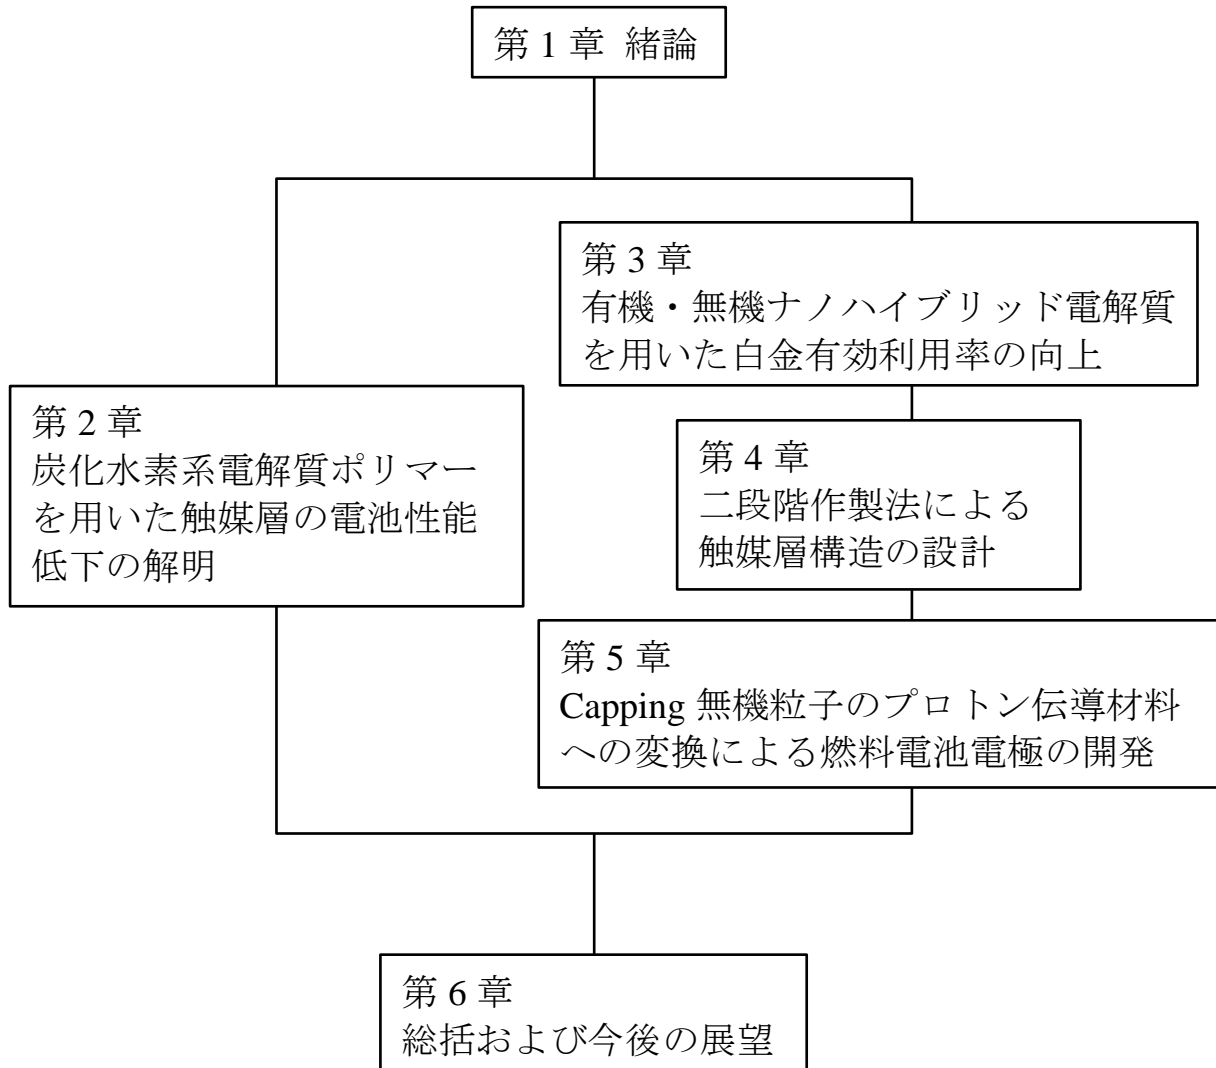 第 1 章 緒論
第 2 章
炭化水素系電解質ポリマー
を用いた触媒層の電池性能
低下の解明
第 3 章
有機・無機ナノハイブリッド電解質
を用いた白金有効利用率の向上
第 4 章
二段階作製法による
触媒層構造の設計
第 5 章
Capping 無機粒子のプロトン伝導材料
への変換による燃料電池電極の開発
第 6 章
総括および今後の展望